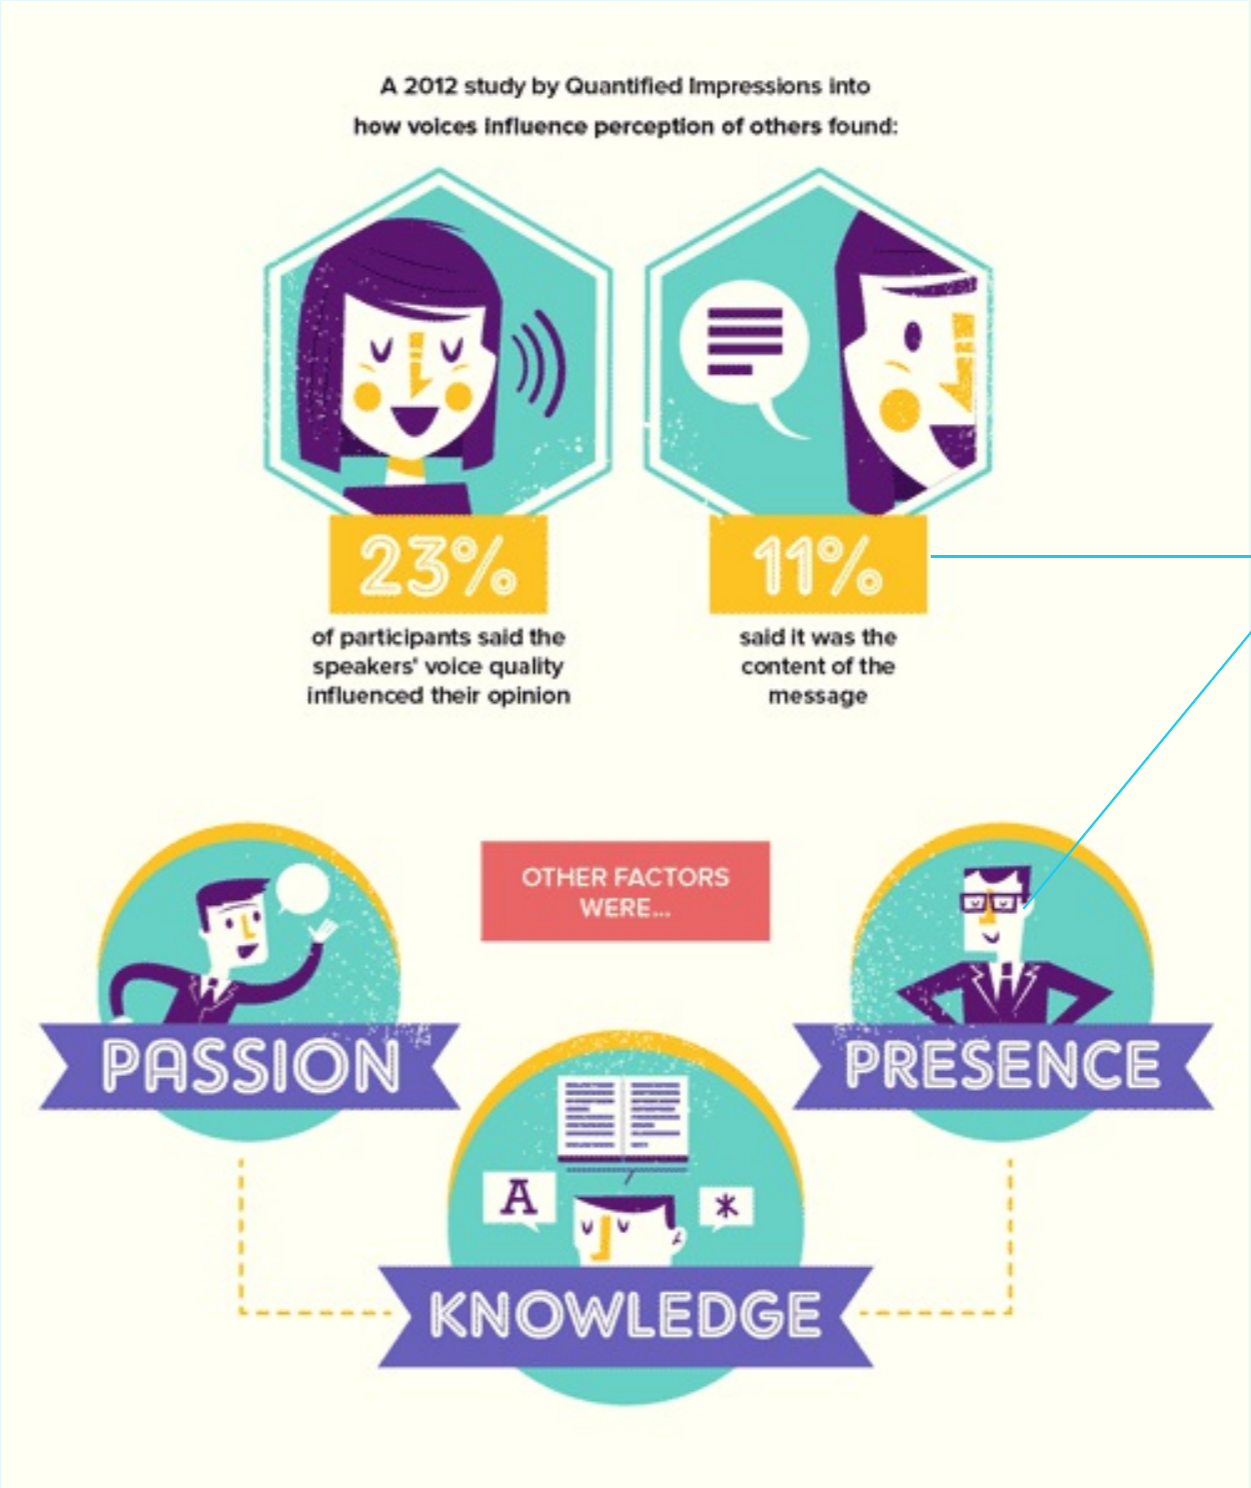 A 2012 study by Quantified Impressions into
how voices influence perception of others found:
23%
of participants said the
speakers' voice quality
influenced their opinion
11%
said it was the
content of the
message
OTHER FACTORS
WERE...
PASSION
PRESENCE
A
*
KNOWLEDGE